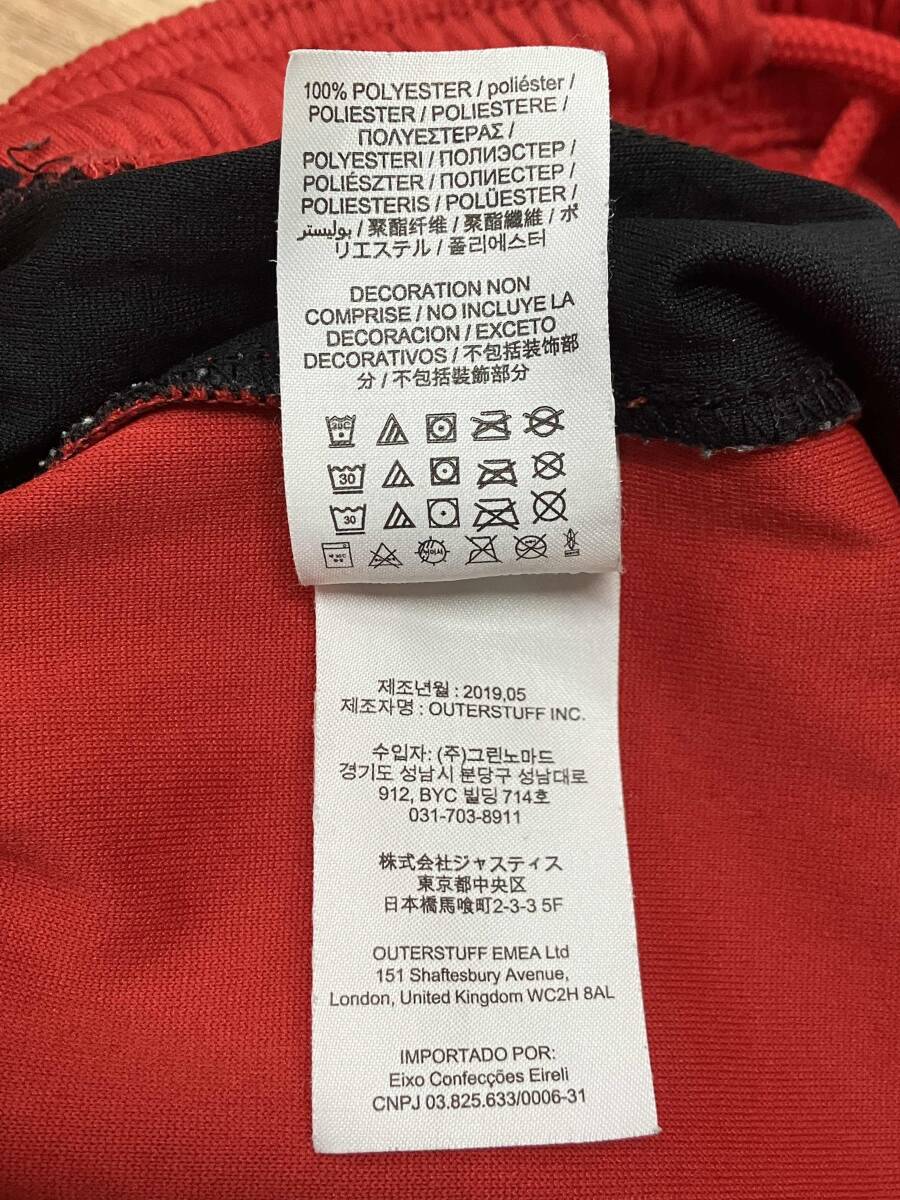 100% POLYESTER / poliéster /
POLIESTER / POLIESTERE /
ΠΟΛΥΕΣΤΕΡΑΣ /
POLYESTERI / ПОЛИЭСТЕР /
POLIÉSZTER / ПОЛИЕСТЕР /
POLIESTERIS / POLÜESTER /
بوليستر / 聚酯纤维 / 聚酯纖維 / ポ
リエステル / 폴리에스터
DECORATION NON
COMPRISE / NO INCLUYE LA
DECORACION / EXCETO
DECORATIVOS / 不包括装饰部
分 / 不包括裝飾部分
30C
30
30
제조년월 : 2019,05
제조자명 : OUTERSTUFF INC.
수입자: (주)그린노마드
경기도 성남시 분당구 성남대로
912, BYC 빌딩 714호
031-703-8911
株式会社ジャスティス
東京都中央区
日本橋馬喰町2-3-3 5F
OUTERSTUFF EMEA Ltd
151 Shaftesbury Avenue,
London, United Kingdom WC2H 8AL
IMPORTADO POR:
Eixo Confecções Eireli
CNPJ 03.825.633/0006-31